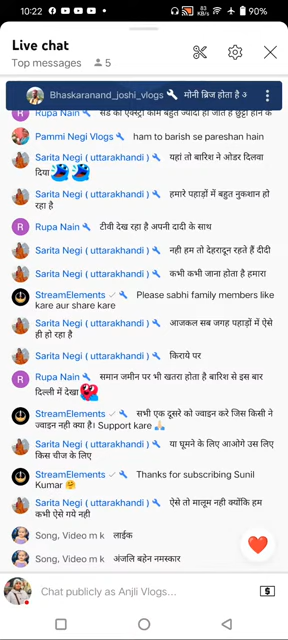 10:22
83 KB/s
90%
Live chat
Top messages 5
Bhaskaranand_joshi_vlogs मोनी ब्रिज होता है
Rupa Nain
Pammi Negi Vlogs ham to barish se pareshan hain
Sarita Negi ( uttarakhandi ) यहां तो बारिश ने ओडर दिलवा
दिया
Sarita Negi ( uttarakhandi ) हमारे पहाड़ों में बहुत नुकशान हो
रहा है
Rupa Nain टीवी देख रहा है अपनी दादी के साथ
Sarita Negi ( uttarakhandi ) नही हम तो देहरादून रहते हैं दीदी
Sarita Negi ( uttarakhandi ) कभी कभी जाना होता है हमारा
StreamElements Please sabhi family members like
kare aur share kare
Sarita Negi ( uttarakhandi ) आजकल सब जगह पहाड़ों में ऐसे
ही हो रहा है
Sarita Negi ( uttarakhandi ) किराये पर
Rupa Nain समान जमीन पर भी खतरा होता है बारिश से इस बार
दिल्ली में देखा
StreamElements सभी एक दूसरे को ज्वाइन करे जिस किसी ने
ज्वाइन नही क्या है। Support kare
Sarita Negi ( uttarakhandi ) या घूमने के लिए आओगे उस लिए
किस चीज के लिए
StreamElements Thanks for subscribing Sunil
Kumar
Sarita Negi ( uttarakhandi ) ऐसे तो मालूम नही क्योंकि हम
कभी ऐसे गये नही
Song, Video m k लाईक
Song, Video m k अंजलि बहेन नमस्कार
Chat publicly as Anjli Vlogs...